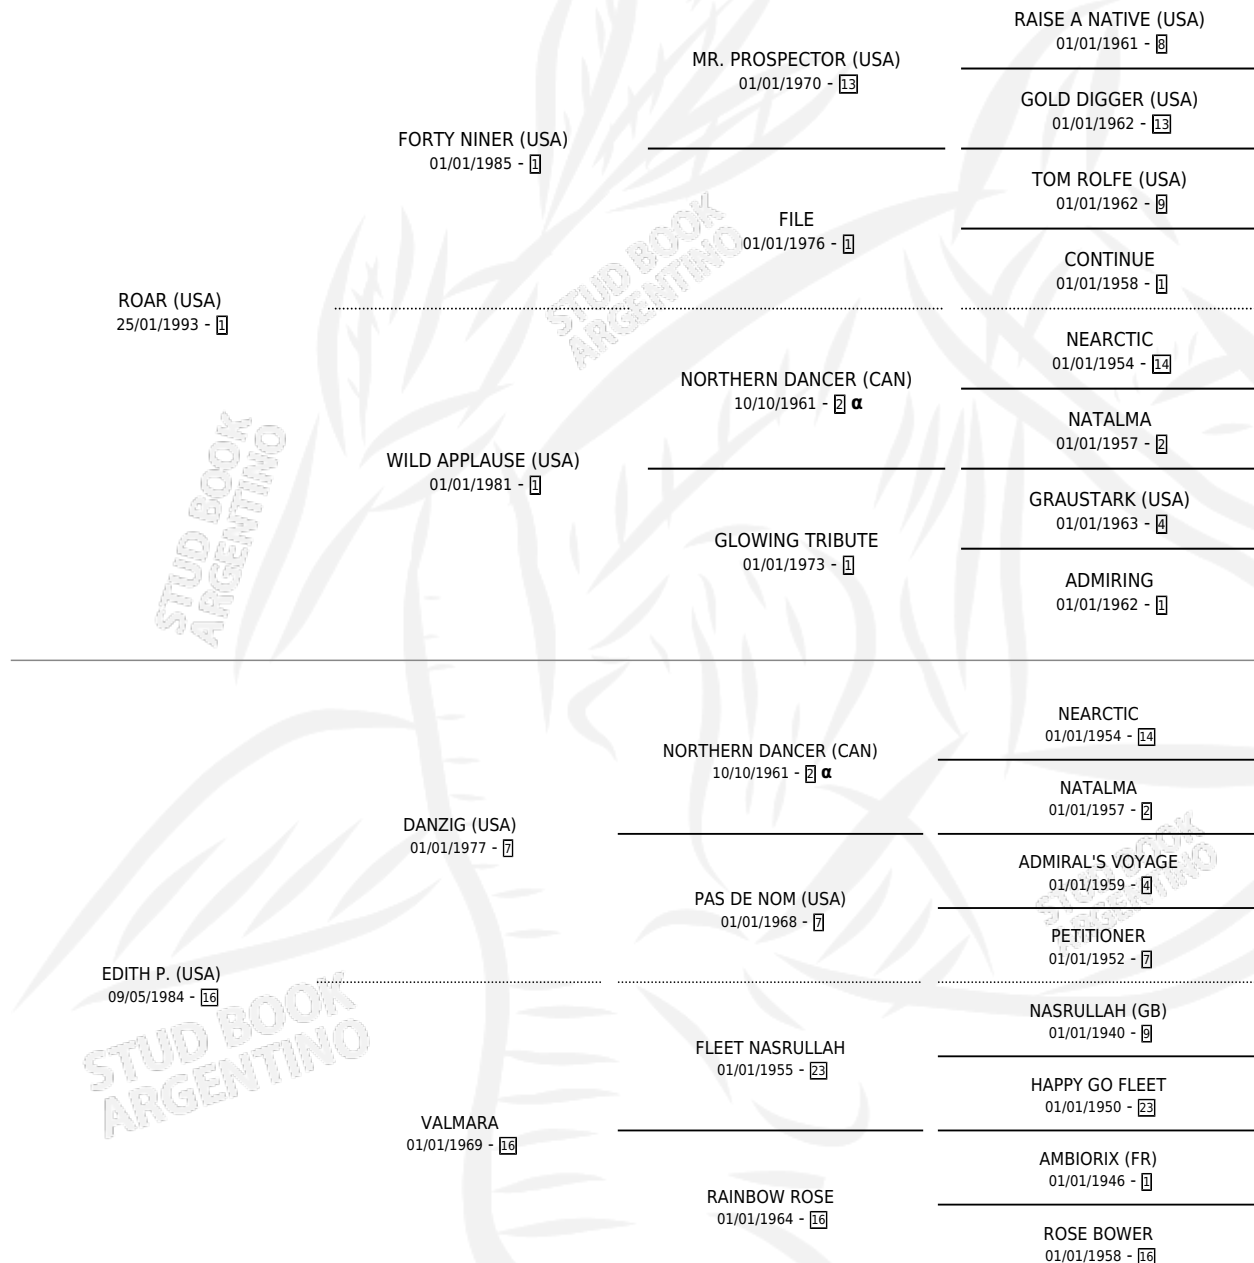 RAISE A NATIVE (USA)
01/01/1961 - 8
MR. PROSPECTOR (USA)
01/01/1970 - 13
GOLD DIGGER (USA)
01/01/1962 - 13
FORTY NINER (USA)
01/01/1985 - 1
TOM ROLFE (USA)
01/01/1962 - 9
FILE
01/01/1976 - 1
CONTINUE
01/01/1958 - 1
ROAR (USA)
25/01/1993 - 1
NEARCTIC
01/01/1954 - 14
NORTHERN DANCER (CAN)
10/10/1961 - 2 α
NATALMA
01/01/1957 - 2
WILD APPLAUSE (USA)
01/01/1981 - 1
GRAUSTARK (USA)
01/01/1963 - 4
GLOWING TRIBUTE
01/01/1973 - 1
ADMIRING
01/01/1962 - 1
NEARCTIC
01/01/1954 - 14
NORTHERN DANCER (CAN)
10/10/1961 - 2 α
NATALMA
01/01/1957 - 2
DANZIG (USA)
01/01/1977 - 7
ADMIRAL'S VOYAGE
01/01/1959 - 4
PAS DE NOM (USA)
01/01/1968 - 7
PETITIONER
01/01/1952 - 7
EDITH P. (USA)
09/05/1984 - 16
NASRULLAH (GB)
01/01/1940 - 9
FLEET NASRULLAH
01/01/1955 - 23
HAPPY GO FLEET
01/01/1950 - 23
VALMARA
01/01/1969 - 16
AMBIORIX (FR)
01/01/1946 - 1
RAINBOW ROSE
01/01/1964 - 16
ROSE BOWER
01/01/1958 - 16
STUD BOOK
ARGENTINO
STUD BOOK
ARGENTINO
STUD BOOK
ARGENTINO
STUD BOOK
ARGENTINO